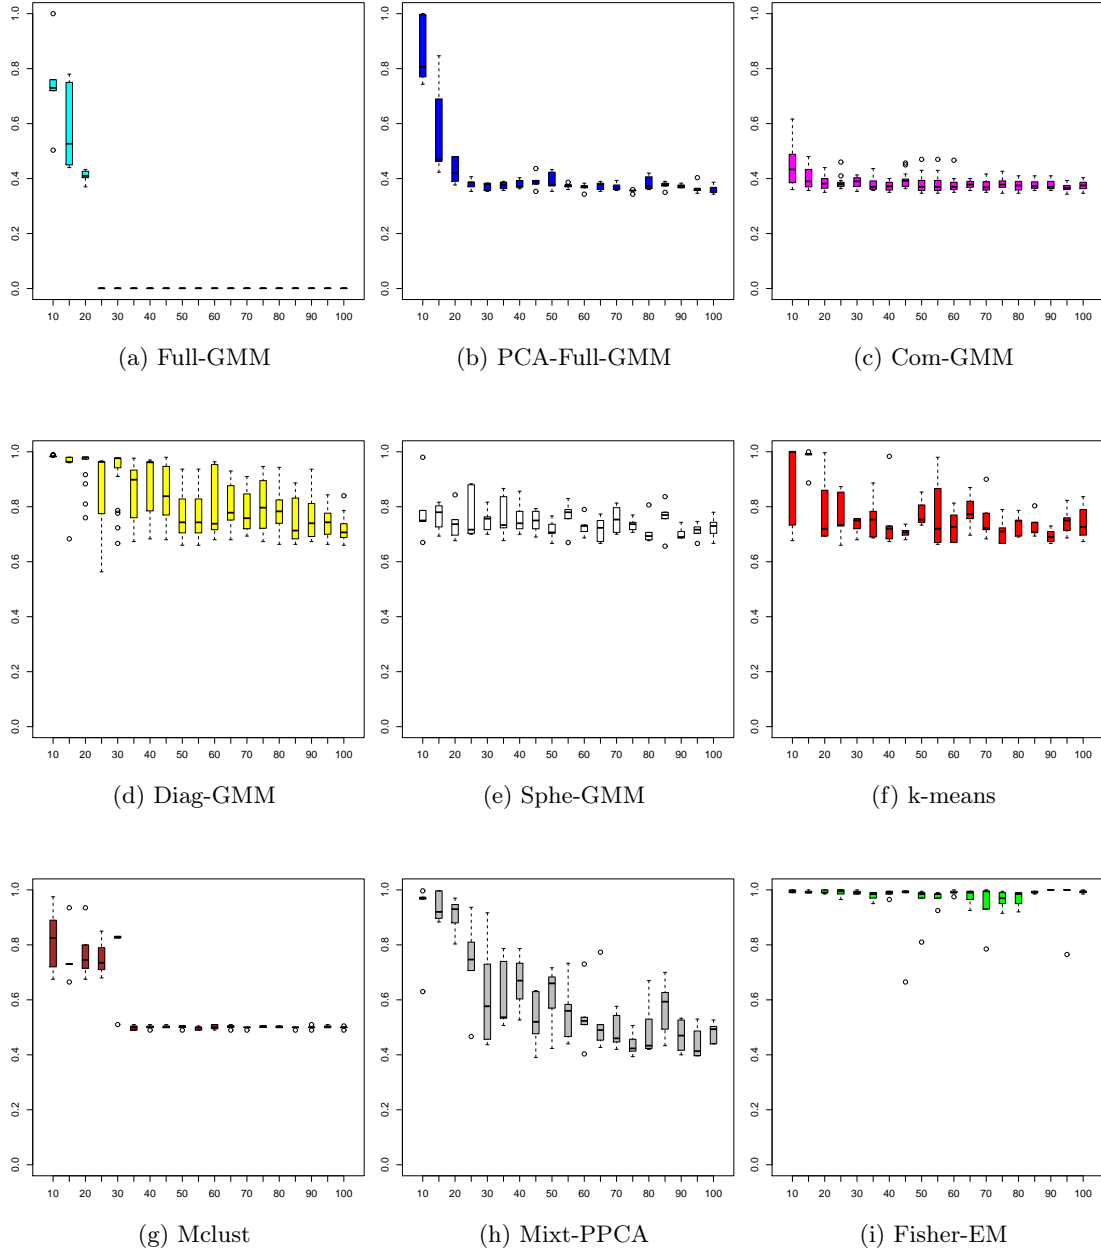 0.0 0.2 0.4 0.6 0.8 1.0
10 20 30 40 50 60 70 80 90 100
(a) Full-GMM
0.0 0.2 0.4 0.6 0.8 1.0
10 20 30 40 50 60 70 80 90 100
(b) PCA-Full-GMM
0.0 0.2 0.4 0.6 0.8 1.0
10 20 30 40 50 60 70 80 90 100
(c) Com-GMM
0.0 0.2 0.4 0.6 0.8 1.0
10 20 30 40 50 60 70 80 90 100
(d) Diag-GMM
0.0 0.2 0.4 0.6 0.8 1.0
10 20 30 40 50 60 70 80 90 100
(e) Sphe-GMM
0.0 0.2 0.4 0.6 0.8 1.0
10 20 30 40 50 60 70 80 90 100
(f) k-means
0.0 0.2 0.4 0.6 0.8 1.0
10 20 30 40 50 60 70 80 90 100
(g) Mclust
0.0 0.2 0.4 0.6 0.8 1.0
10 20 30 40 50 60 70 80 90 100
(h) Mixt-PPCA
0.0 0.2 0.4 0.6 0.8 1.0
10 20 30 40 50 60 70 80 90 100
(i) Fisher-EM